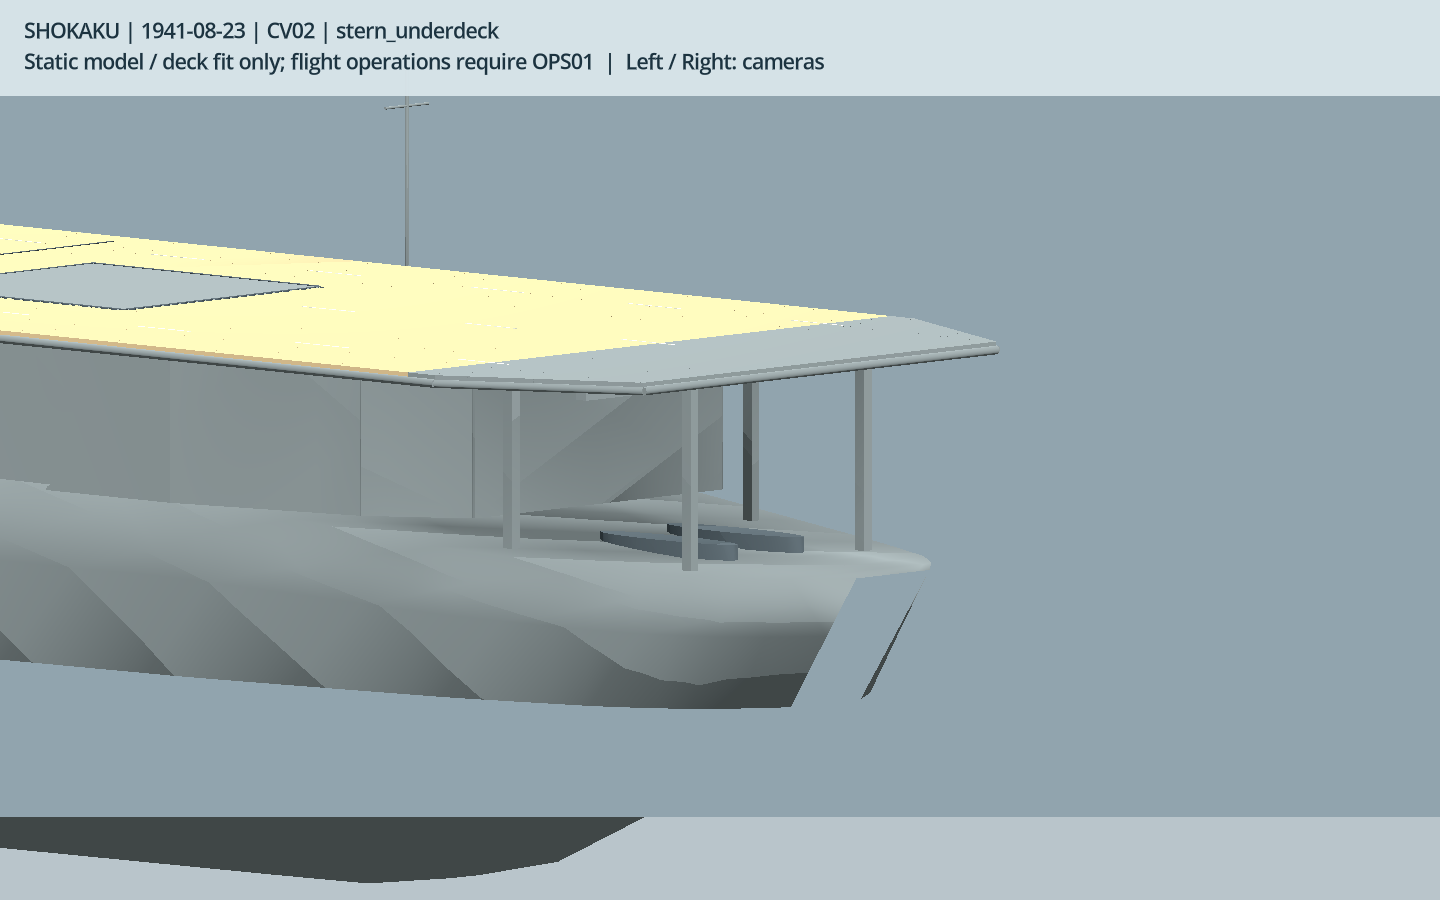 SHOKAKU | 1941-08-23 | CV02 | stern_underdeck
Static model / deck fit only; flight operations require OPS01 | Left / Right: cameras